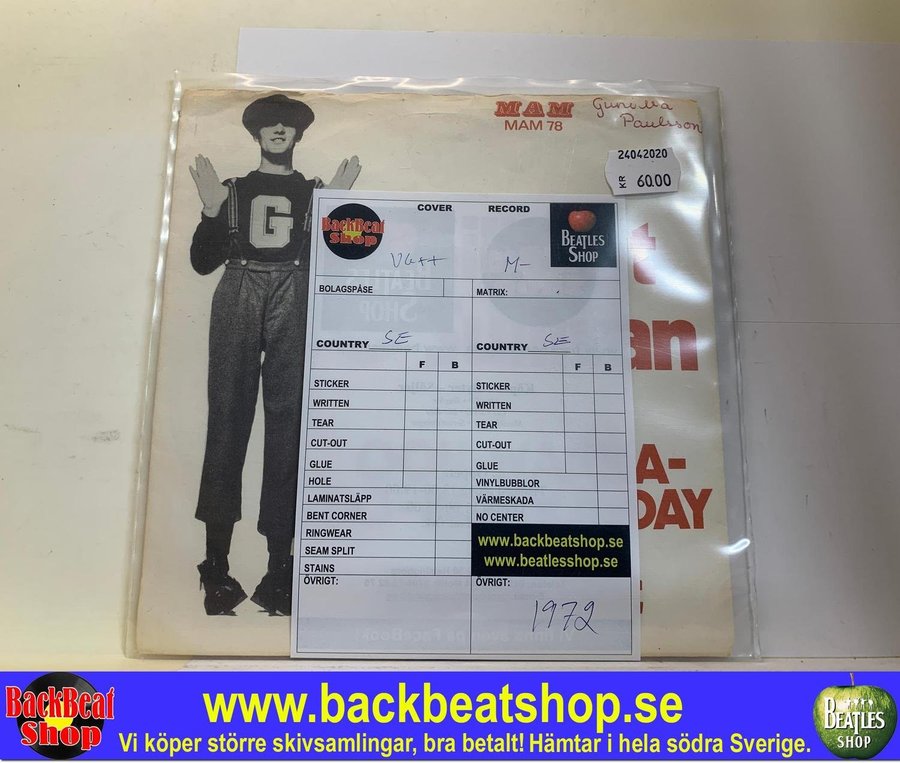 MAM
MAM 78
Paulsson
24042020
KR 60.00
G
an
A-
DAY
COVER
RECORD
BackBeat
Shop
BEATLES
SHOP
VG++
M-
BOLAGSPÅSE
MATRIX:
COUNTRY SE
COUNTRY SE
F B
F B
STICKER
STICKER
WRITTEN
WRITTEN
TEAR
TEAR
CUT-OUT
CUT-OUT
GLUE
GLUE
HOLE
VINYLBUBBLOR
LAMINATSLÄPP
VÄRMESKADA
BENT CORNER
NO CENTER
RINGWEAR
SEAM SPLIT
STAINS
www.backbeatshop.se
www.beatlesshop.se
ÖVRIGT:
ÖVRIGT:
1972
BackBeat
Shop
www.backbeatshop.se
Vi köper större skivsamlingar, bra betalt! Hämtar i hela södra Sverige.
BEATLES
SHOP